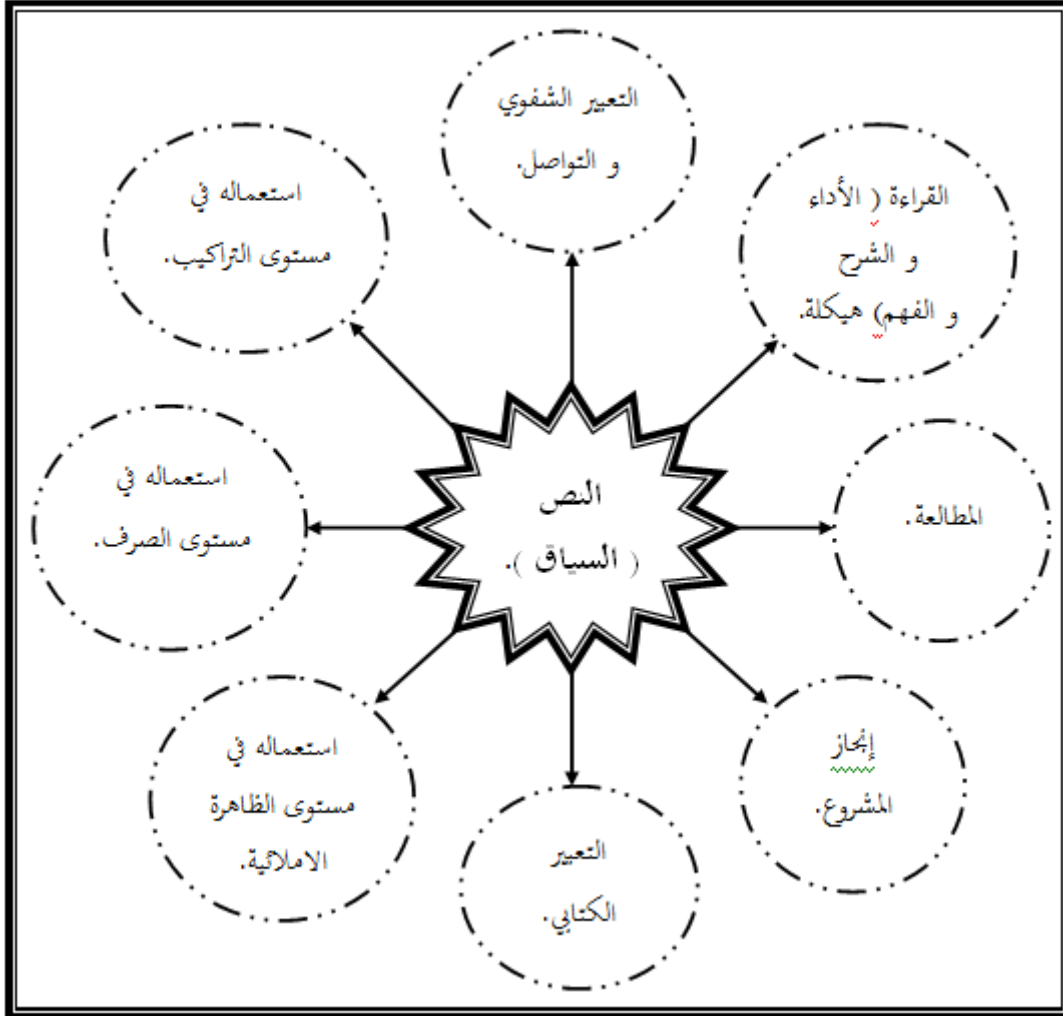 التعبير الشفوي
و التواصل.
القراءة ( الأداء
و الشرح
و الفهم) هيكلة.
استعماله في
مستوى التراكيب.
النص
( السياق ).
المطالعة.
استعماله في
مستوى الصرف.
إنجاز
المشروع.
استعماله في
مستوى الظاهرة
الاملائية.
التعبير
الكتابي.